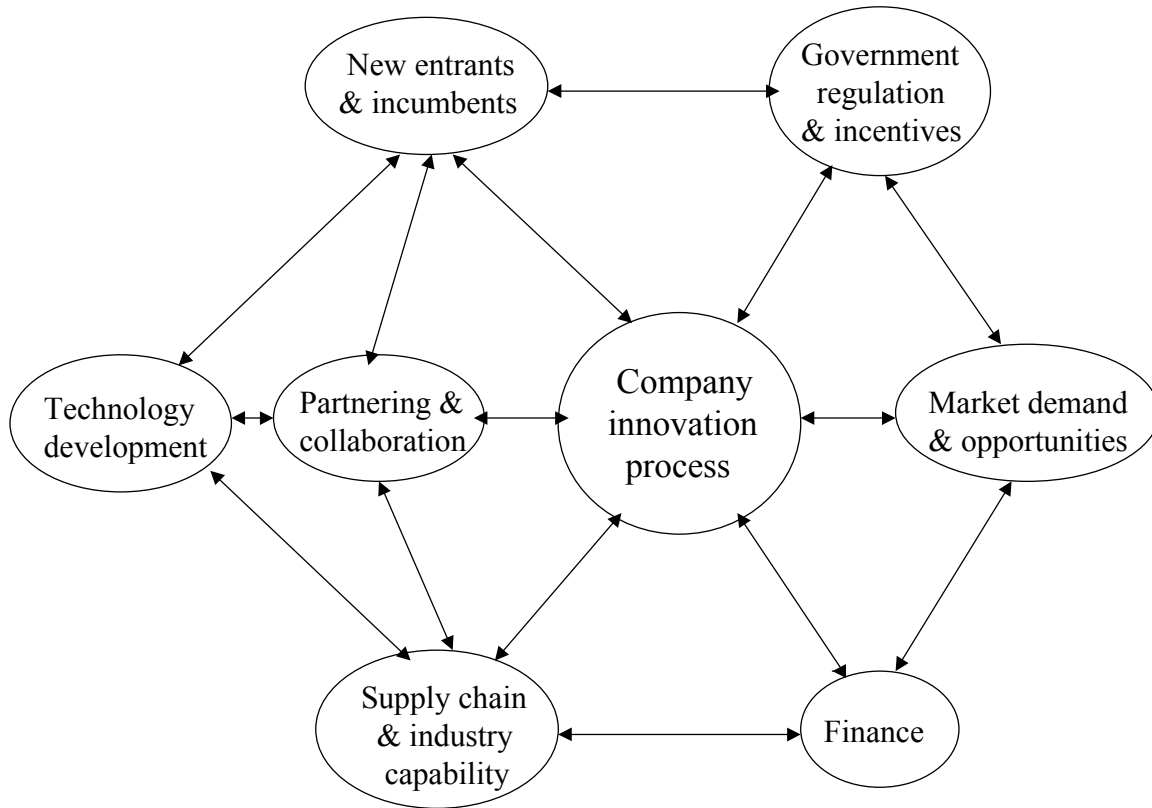 New entrants
& incumbents
Government
regulation
& incentives
Technology
development
Partnering &
collaboration
Company
innovation
process
Market demand
& opportunities
Supply chain
& industry
capability
Finance